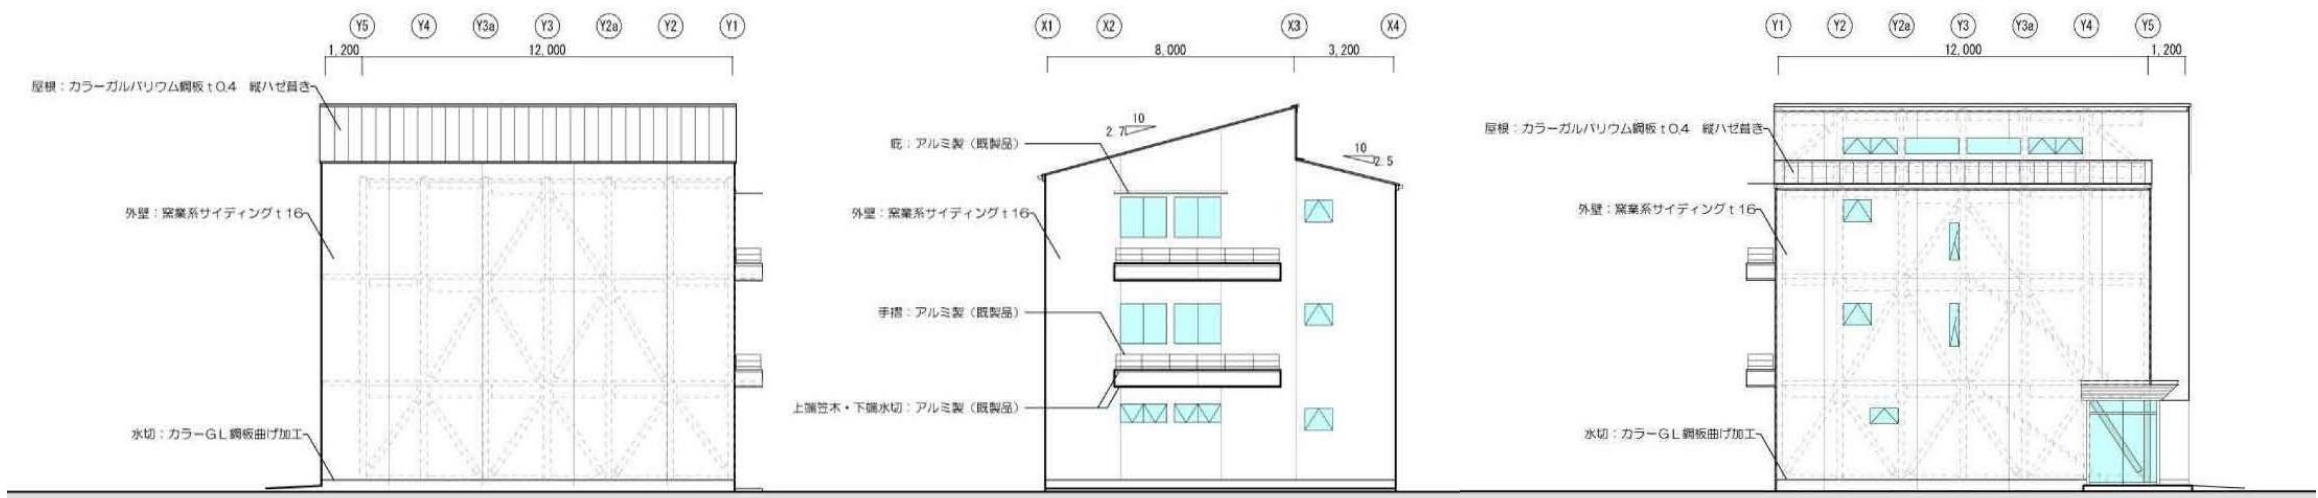 Y5 Y4 Y3a Y3 Y2a Y2 Y1
1,200 12,000
屋根：カラーガルバリウム鋼板ｔ0.4　縦ハゼ葺き
外壁：窯業系サイディングｔ16
水切：カラーＧＬ鋼板曲げ加工
X1 X2 X3 X4
8,000 3,200
10
2.7
10
2.5
庇：アルミ製（既製品）
外壁：窯業系サイディングｔ16
手摺：アルミ製（既製品）
上端笠木・下端水切：アルミ製（既製品）
Y1 Y2 Y2a Y3 Y3a Y4 Y5
12,000 1,200
屋根：カラーガルバリウム鋼板ｔ0.4　縦ハゼ葺き
外壁：窯業系サイディングｔ16
水切：カラーＧＬ鋼板曲げ加工